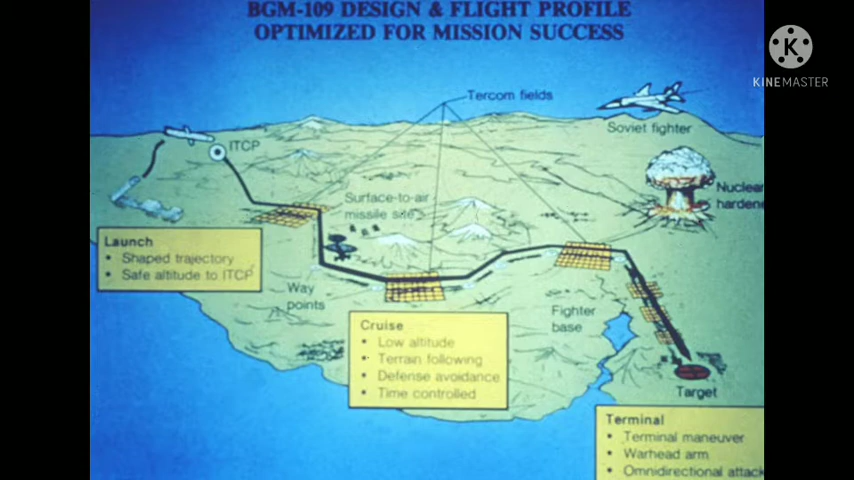 BGM-109 DESIGN & FLIGHT PROFILE
OPTIMIZED FOR MISSION SUCCESS
K
KINEMASTER
Tercom fields
Soviet fighter
ITCP
Nuclear
hardene
Surface-to-air
missile site
Launch
• Shaped trajectory
• Safe altitude to ITCP
Way
points
Fighter
base
Cruise
• Low altitude
• Terrain following
• Defense avoidance
• Time controlled
Target
Terminal
• Terminal maneuver
• Warhead arm
• Omnidirectional attack